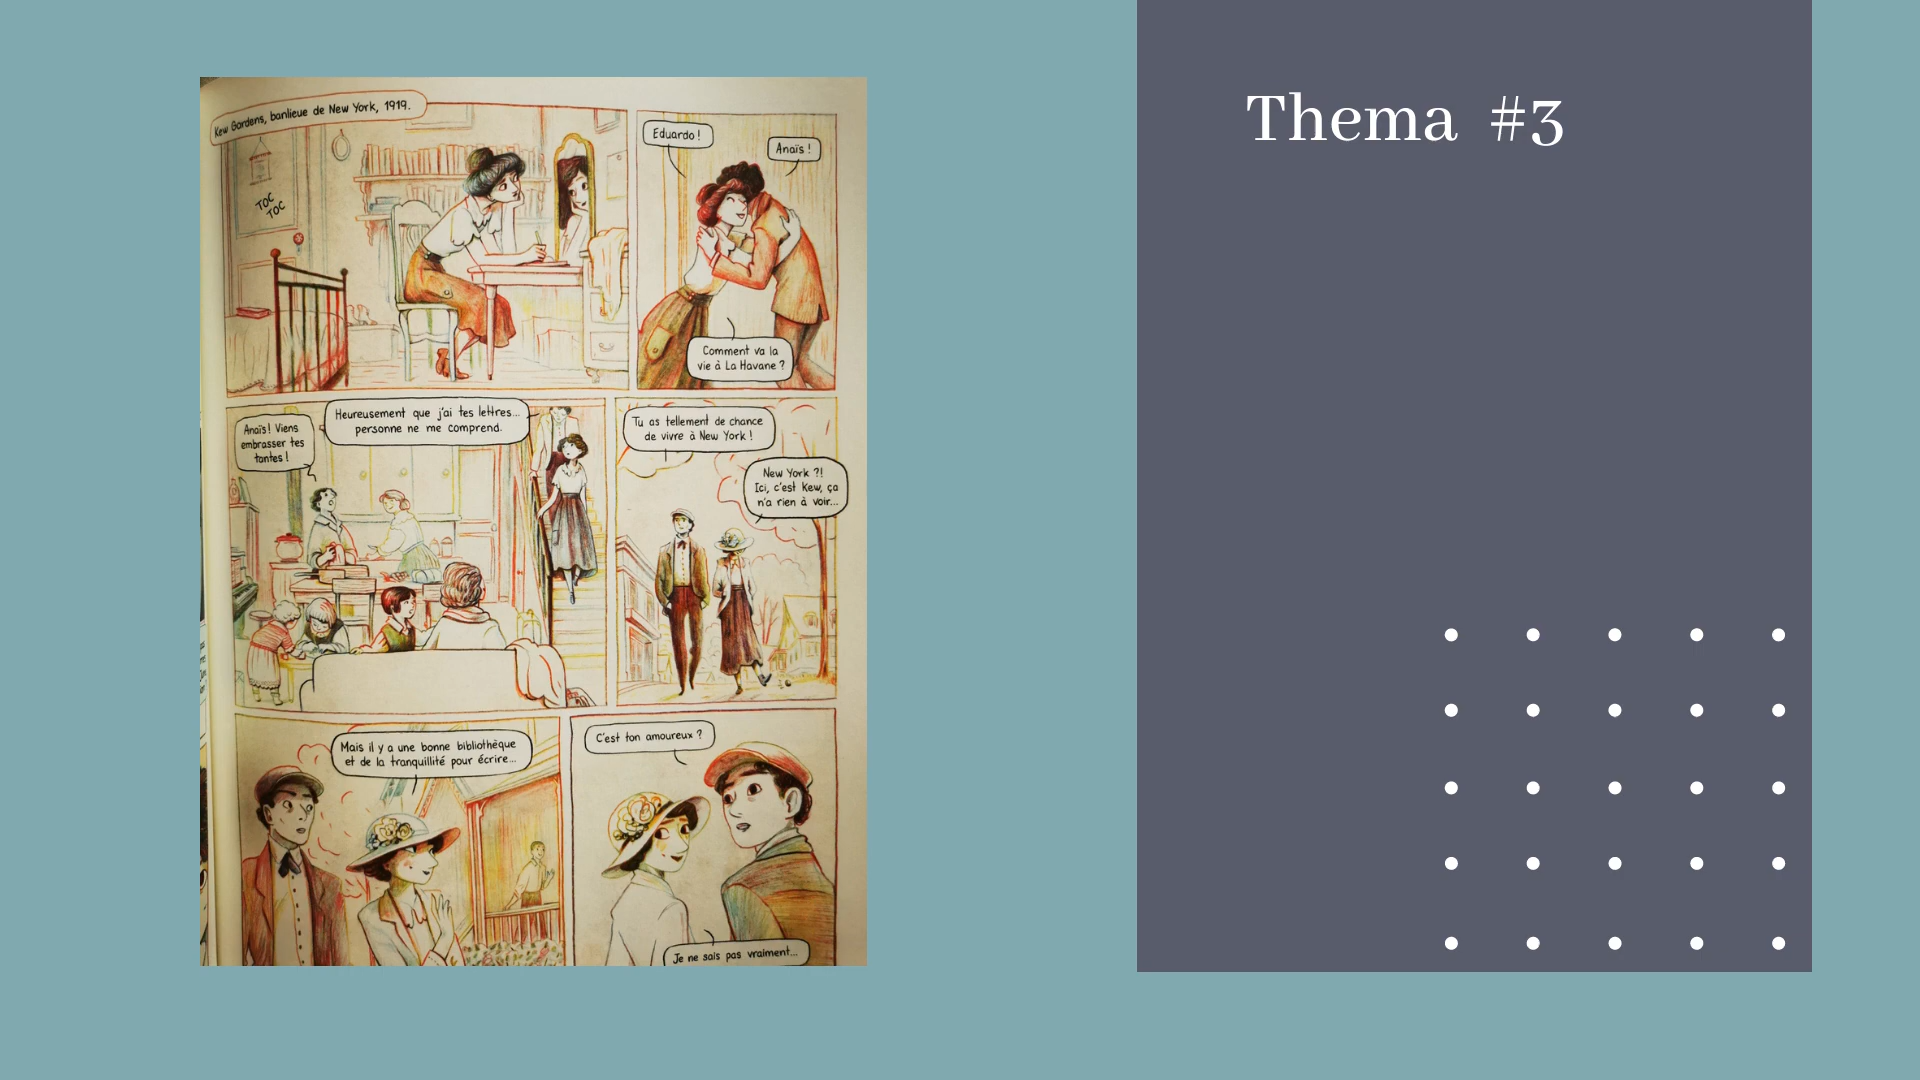 Kew Gardens, banlieue de New York, 1919.
TOC
TOC
Eduardo !
Anaïs !
Comment va la
vie à La Havane ?
Anaïs ! Viens
embrasser tes
tantes !
Heureusement que j'ai tes lettres...
personne ne me comprend.
Tu as tellement de chance
de vivre à New York !
New York ?!
Ici, c'est Kew, ça
n'a rien à voir...
Mais il y a une bonne bibliothèque
et de la tranquillité pour écrire...
C'est ton amoureux ?
Je ne sais pas vraiment...
Thema #3